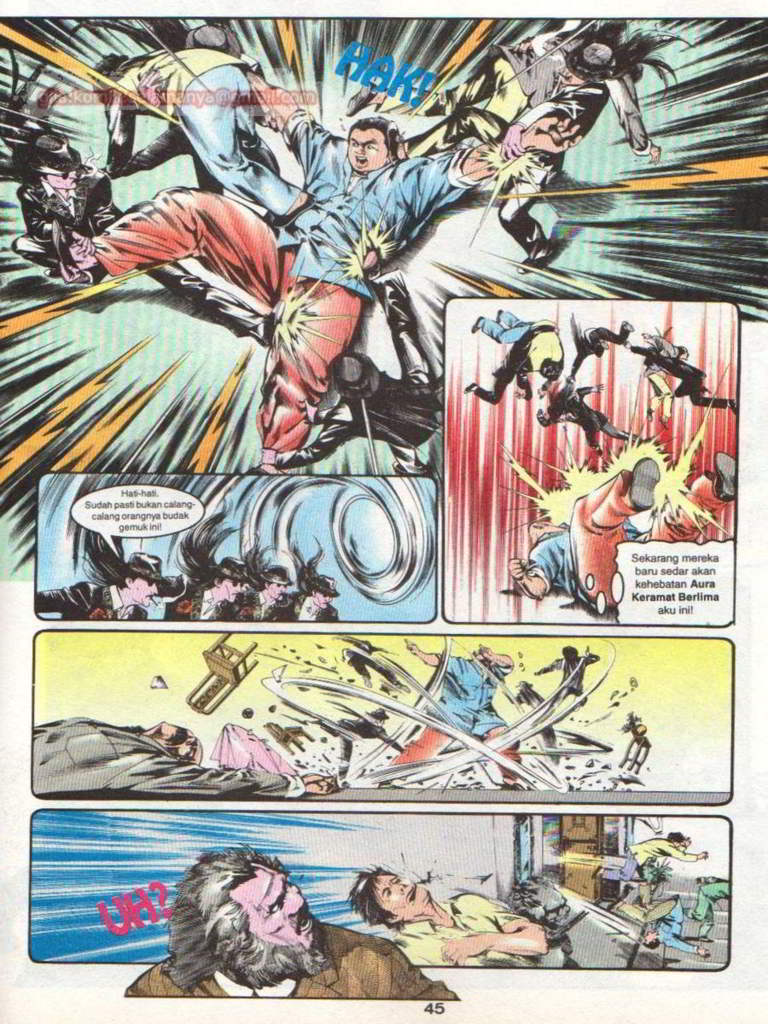 HAK!
Hati-hati.
Sudah pasti bukan calang-
calang orangnya budak
gemuk ini!
Sekarang mereka
baru sedar akan
kehebatan Aura
Keramat Berlima
aku ini!
UH?
45